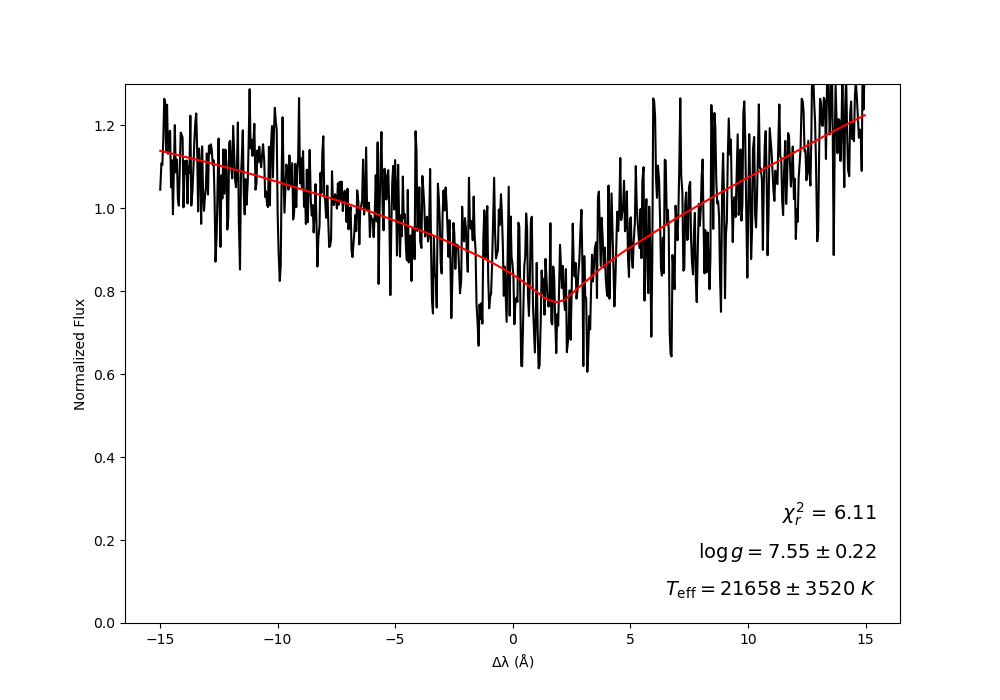 1.2
1.0
0.8
0.6
0.4
0.2
0.0
Normalized Flux
χ²ᵣ = 6.11
log g = 7.55 ± 0.22
T_eff = 21658 ± 3520 K
−15 −10 −5 0 5 10 15
Δλ (Å)